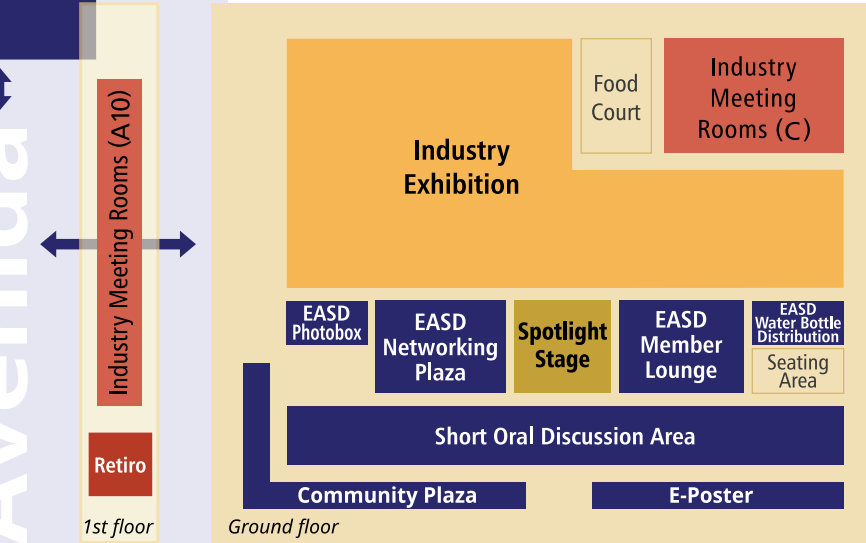 Avenida
Industry Meeting Rooms (A10)
Retiro
1st floor
Industry
Exhibition
Food
Court
Industry
Meeting
Rooms (C)
EASD
Photobox
EASD
Networking
Plaza
Spotlight
Stage
EASD
Member
Lounge
EASD
Water Bottle
Distribution
Seating
Area
Short Oral Discussion Area
Community Plaza
E-Poster
Ground floor